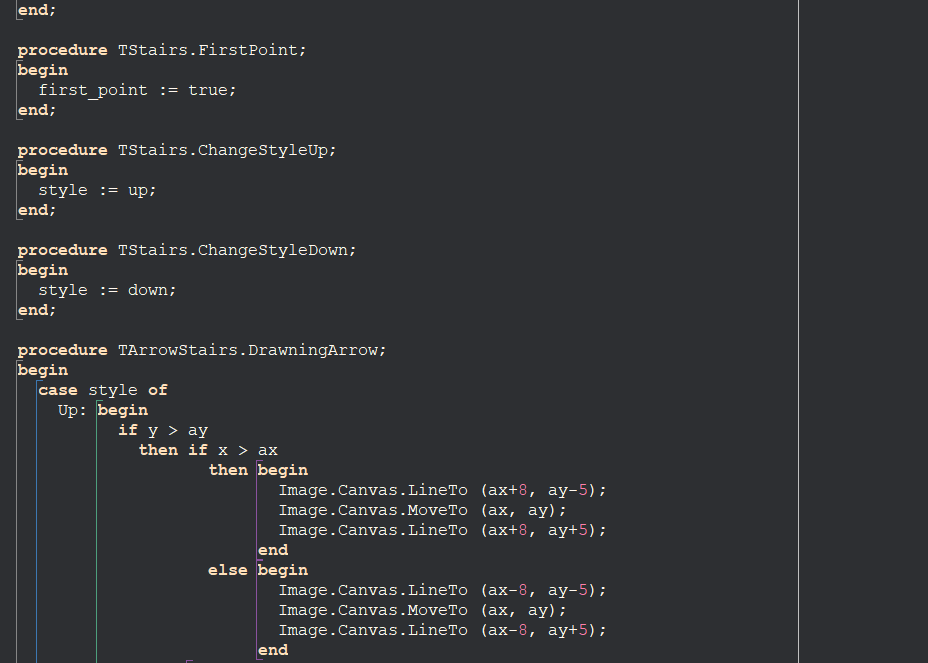 end;
procedure TStairs.FirstPoint;
begin
first_point := true;
end;
procedure TStairs.ChangeStyleUp;
begin
style := up;
end;
procedure TStairs.ChangeStyleDown;
begin
style := down;
end;
procedure TArrowStairs.DrawningArrow;
begin
case style of
Up: begin
if y > ay
then if x > ax
then begin
Image.Canvas.LineTo (ax+8, ay-5);
Image.Canvas.MoveTo (ax, ay);
Image.Canvas.LineTo (ax+8, ay+5);
end
else begin
Image.Canvas.LineTo (ax-8, ay-5);
Image.Canvas.MoveTo (ax, ay);
Image.Canvas.LineTo (ax-8, ay+5);
end